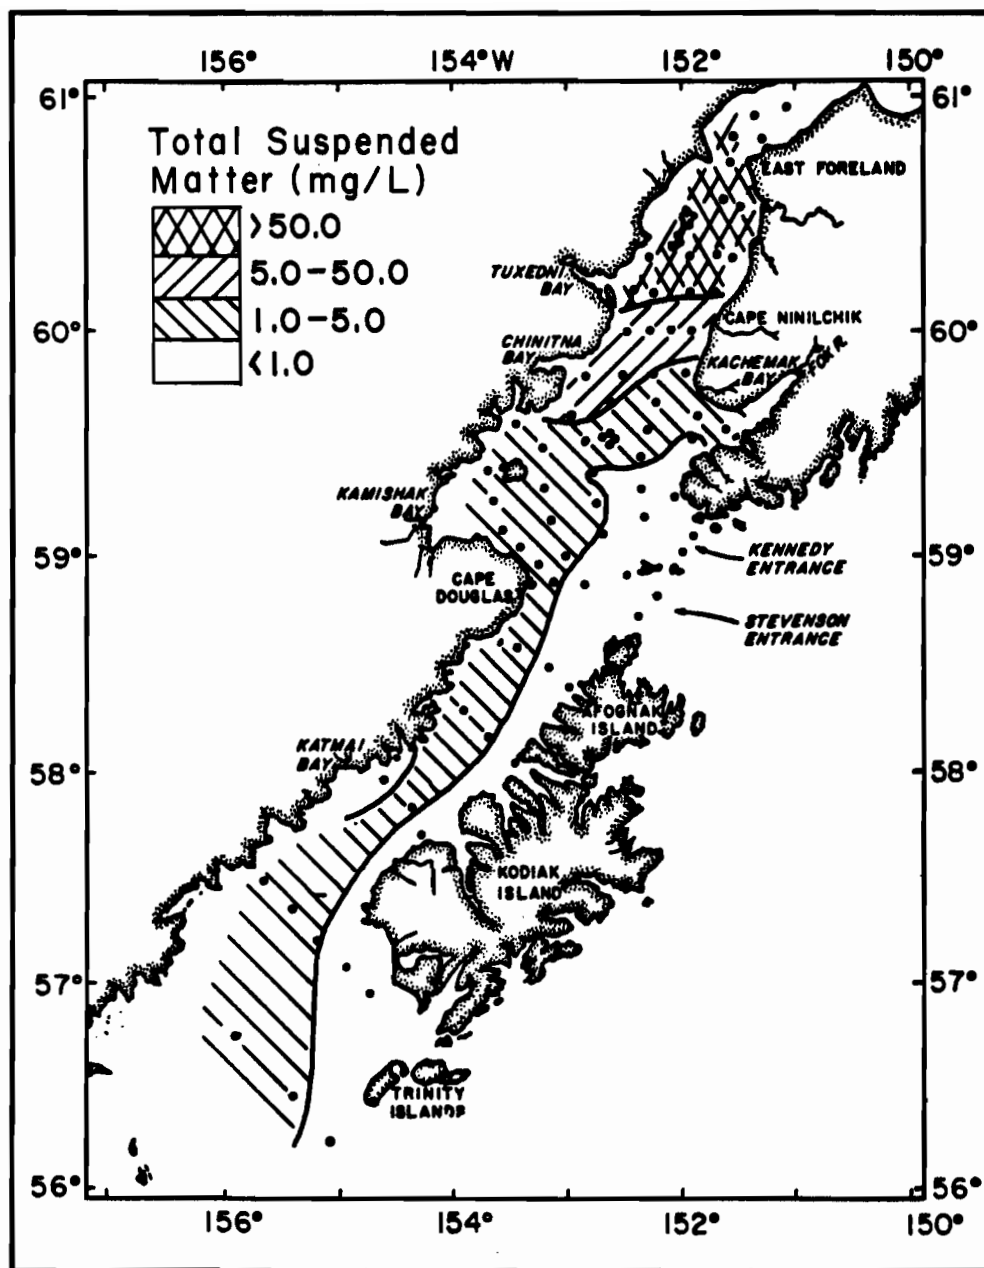 156° 154°W 152° 150°
61° 61°
Total Suspended
Matter (mg/L)
>50.0
5.0-50.0
1.0-5.0
<1.0
EAST FORELAND
TUXEDNI
BAY
60° 60°
CAPE NINILCHIK
CHINITNA
BAY
KACHEMAK
BAY
FOX R.
KAMISHAK
BAY
59° 59°
KENNEDY
ENTRANCE
CAPE
DOUGLAS
STEVENSON
ENTRANCE
AFOGNAK
ISLAND
KATMAI
BAY
58° 58°
KODIAK
ISLAND
57° 57°
TRINITY
ISLANDS
56° 56°
156° 154° 152° 150°